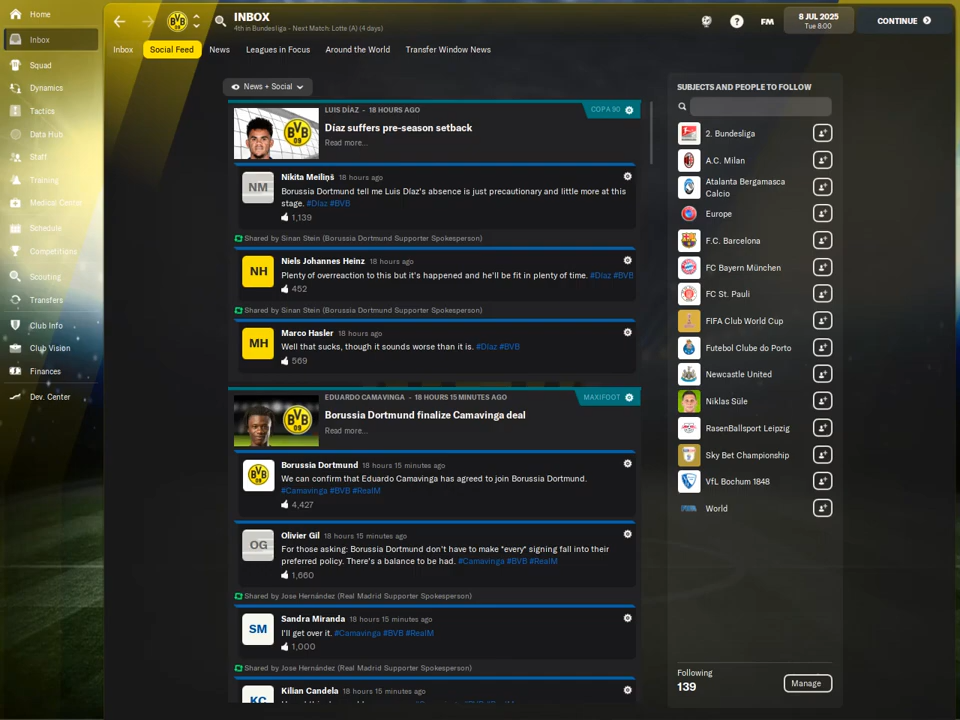 Home
Inbox
Squad
Dynamics
Tactics
Data Hub
Staff
Training
Medical Center
Schedule
Competitions
Scouting
Transfers
Club Info
Club Vision
Finances
Dev. Center
INBOX
4th in Bundesliga - Next Match: Lotte (A) (4 days)
FM
8 JUL 2025
Tue 8:00
CONTINUE
Inbox
Social Feed
News
Leagues in Focus
Around the World
Transfer Window News
News + Social
LUIS DÍAZ - 18 HOURS AGO
COPA 90
Díaz suffers pre-season setback
Read more...
NM
Nikita Meiliņš 18 hours ago
Borussia Dortmund tell me Luis Díaz's absence is just precautionary and little more at this
stage. #Díaz #BVB
1,139
Shared by Sinan Stein (Borussia Dortmund Supporter Spokesperson)
NH
Niels Johannes Heinz 18 hours ago
Plenty of overreaction to this but it's happened and he'll be fit in plenty of time. #Díaz #BVB
452
Shared by Sinan Stein (Borussia Dortmund Supporter Spokesperson)
MH
Marco Hasler 18 hours ago
Well that sucks, though it sounds worse than it is. #Díaz #BVB
569
EDUARDO CAMAVINGA - 18 HOURS 15 MINUTES AGO
MAXIFOOT
Borussia Dortmund finalize Camavinga deal
Read more...
Borussia Dortmund 18 hours 15 minutes ago
We can confirm that Eduardo Camavinga has agreed to join Borussia Dortmund.
#Camavinga #BVB #RealM
4,427
OG
Olivier Gil 18 hours 15 minutes ago
For those asking: Borussia Dortmund don't have to make *every* signing fall into their
preferred policy. There's a balance to be had. #Camavinga #BVB #RealM
1,660
Shared by Jose Hernández (Real Madrid Supporter Spokesperson)
SM
Sandra Miranda 18 hours 15 minutes ago
I'll get over it. #Camavinga #BVB #RealM
1,000
Shared by Jose Hernández (Real Madrid Supporter Spokesperson)
KC
Kilian Candela 18 hours 15 minutes ago
SUBJECTS AND PEOPLE TO FOLLOW
2. Bundesliga
A.C. Milan
Atalanta Bergamasca
Calcio
Europe
F.C. Barcelona
FC Bayern München
FC St. Pauli
FIFA Club World Cup
Futebol Clube do Porto
Newcastle United
Niklas Süle
RasenBallsport Leipzig
Sky Bet Championship
VfL Bochum 1848
World
Following
139
Manage